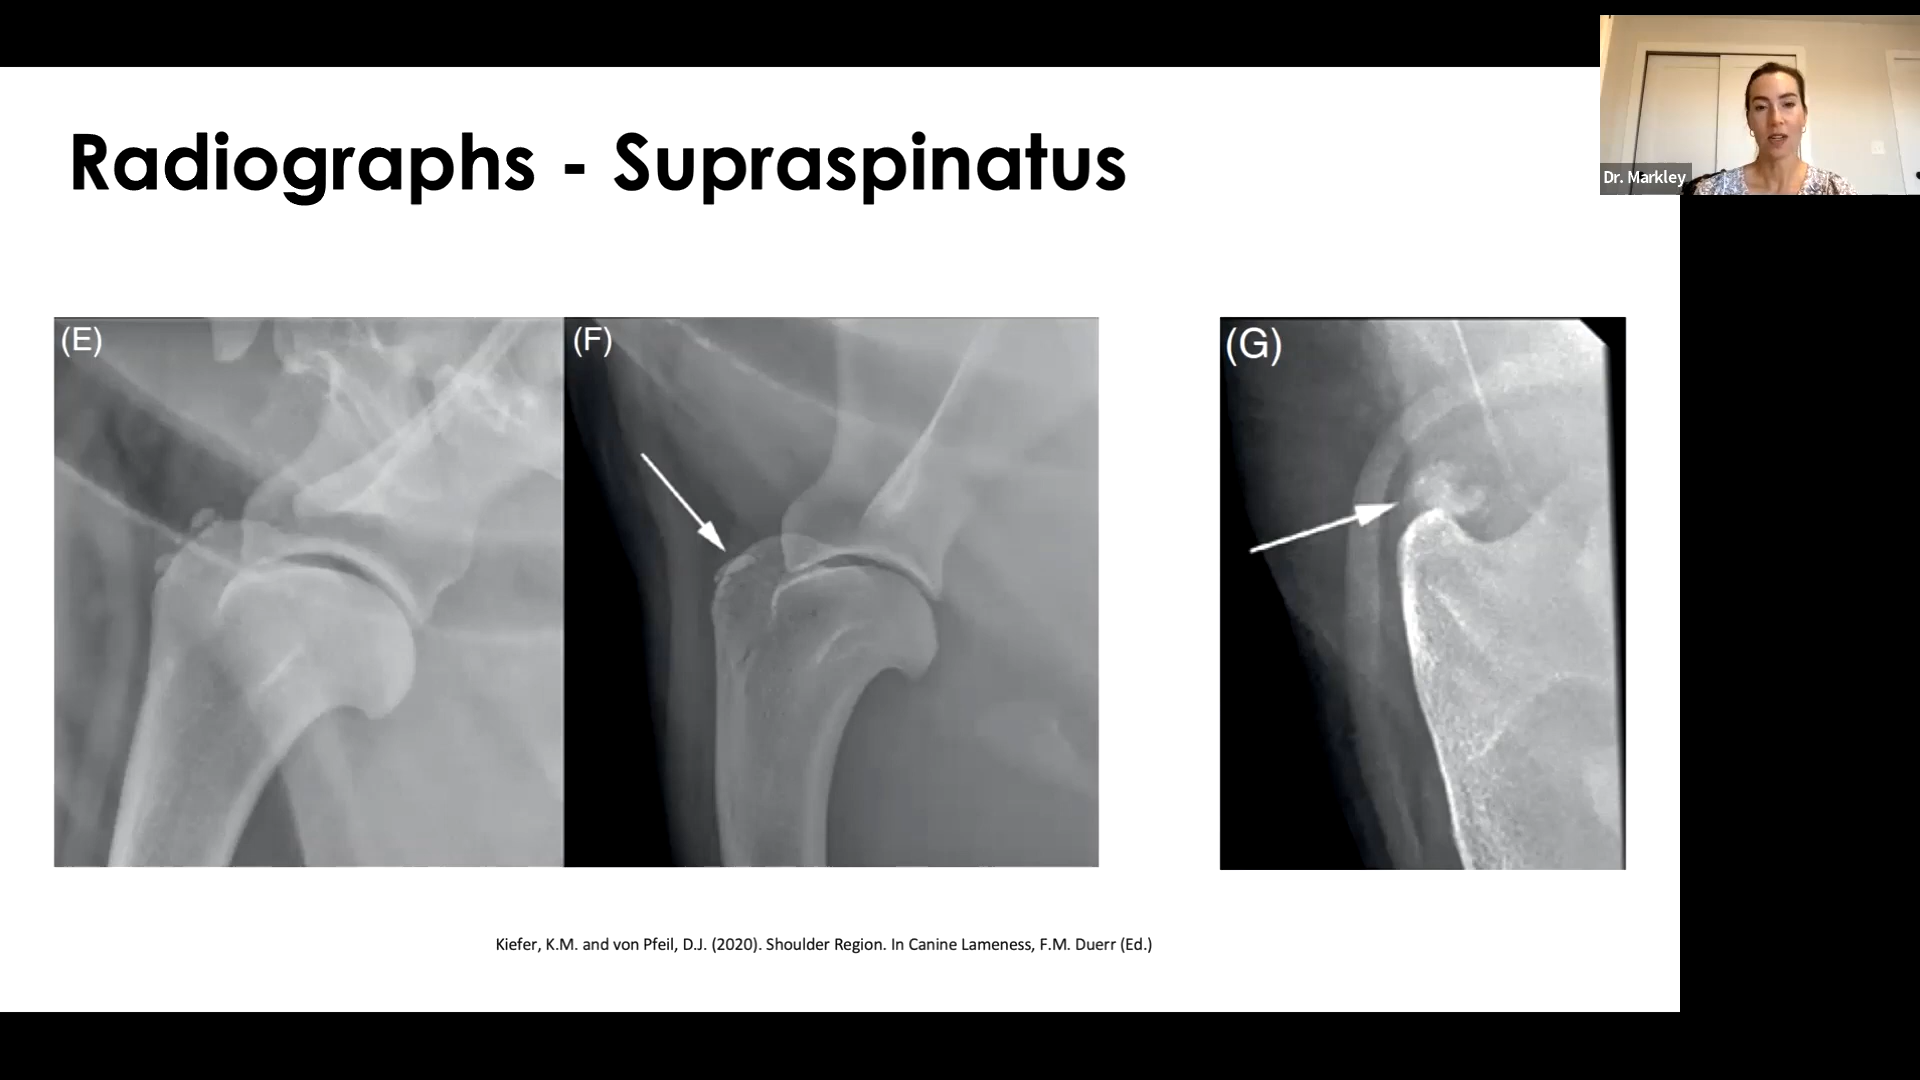 Dr. Markley
Radiographs - Supraspinatus
(E)
(F)
(G)
Kiefer, K.M. and von Pfeil, D.J. (2020). Shoulder Region. In Canine Lameness, F.M. Duerr (Ed.)